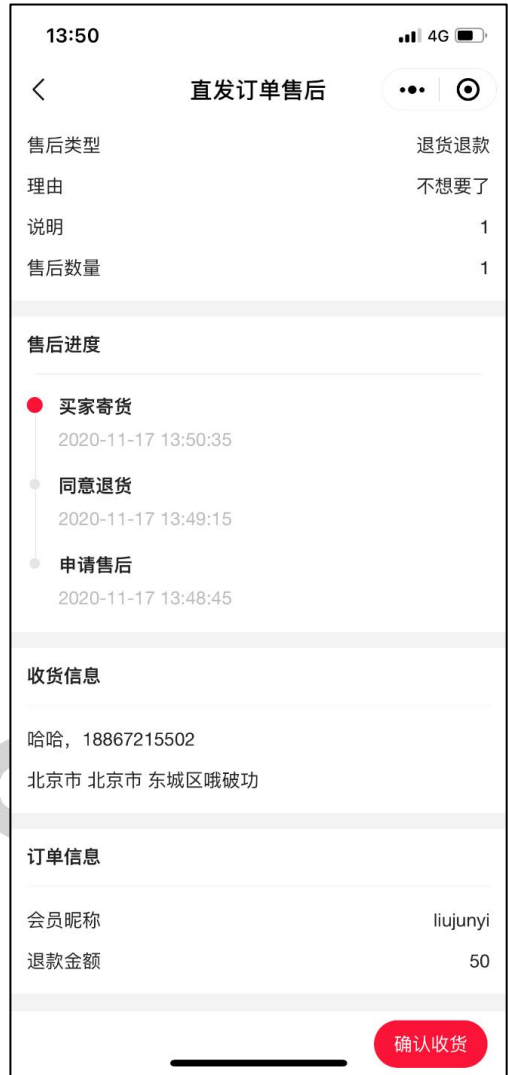 13:50 4G
直发订单售后
售后类型 退货退款
理由 不想要了
说明 1
售后数量 1
售后进度
买家寄货
2020-11-17 13:50:35
同意退货
2020-11-17 13:49:15
申请售后
2020-11-17 13:48:45
收货信息
哈哈，18867215502
北京市 北京市 东城区哦破功
订单信息
会员昵称 liujunyi
退款金额 50
确认收货